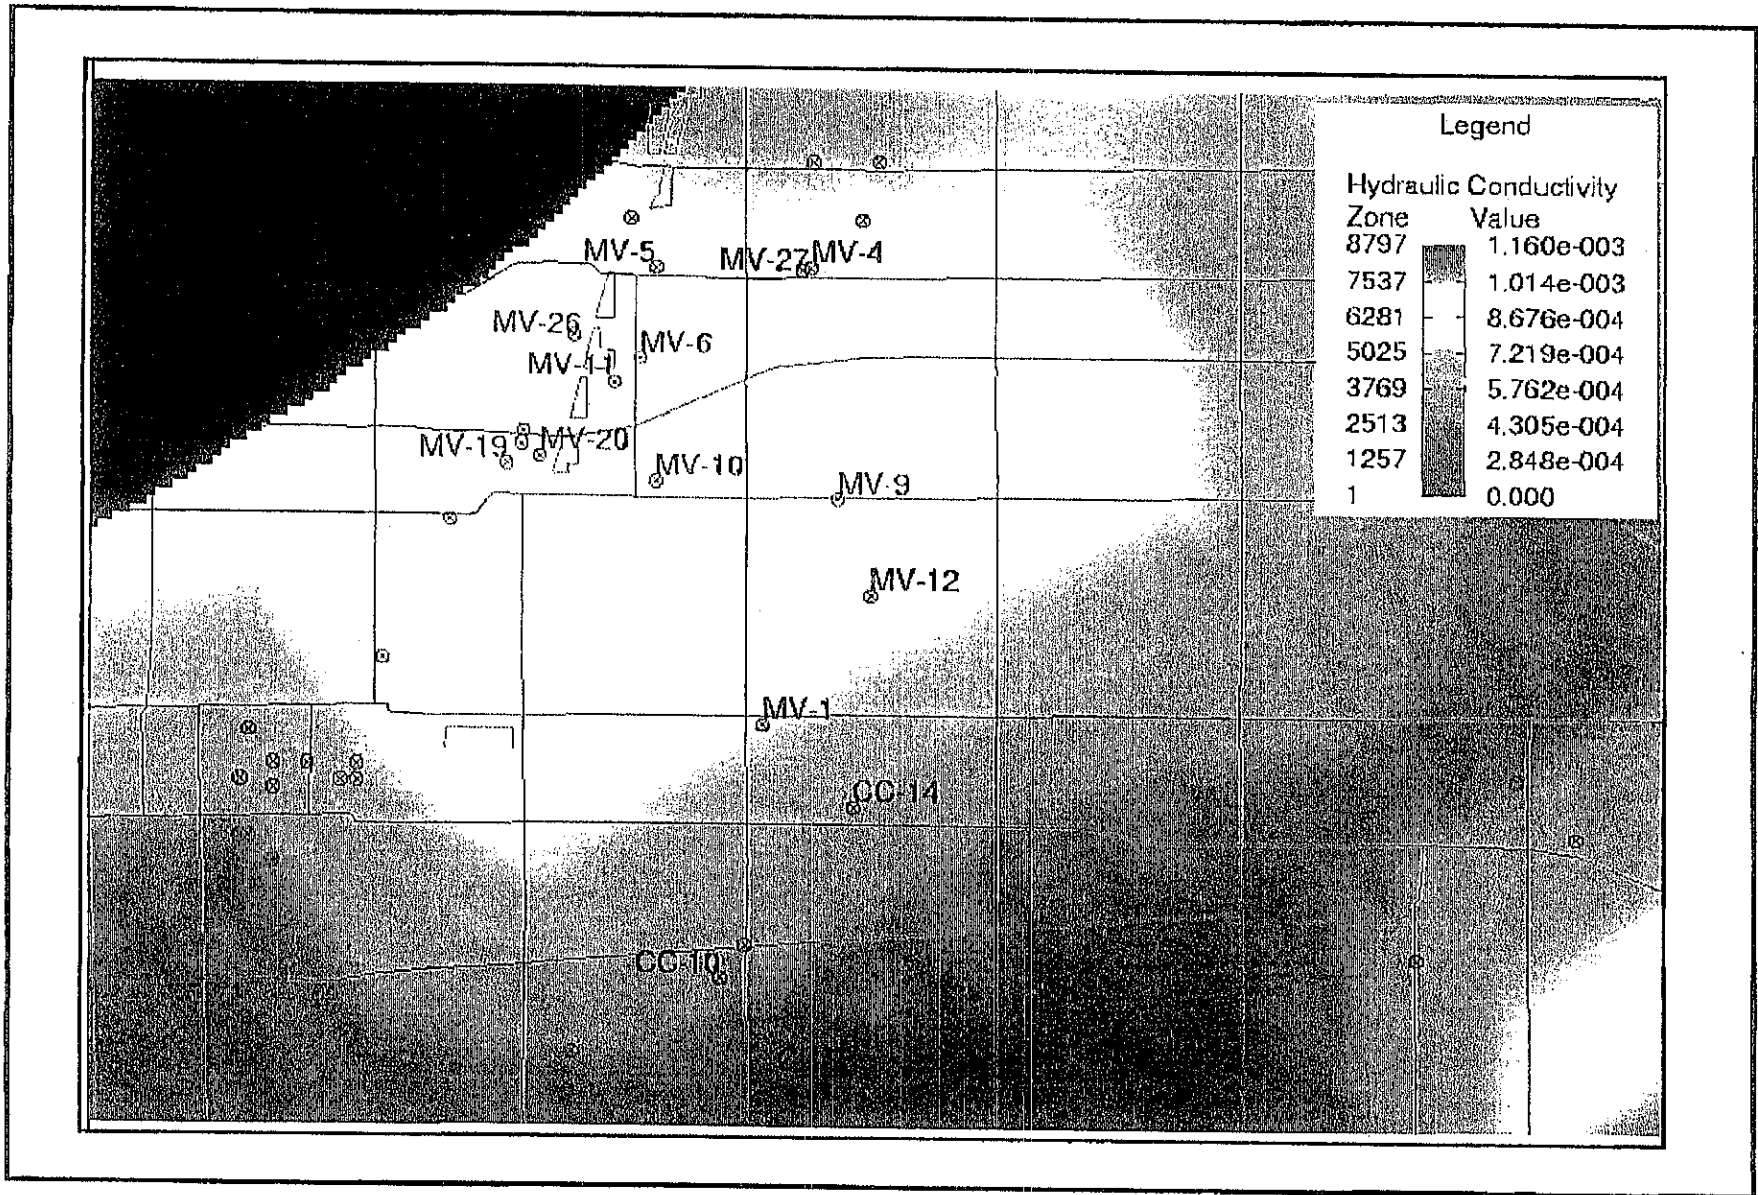 Legend
Hydraulic Conductivity
Zone Value
8797 1.160e-003
7537 1.014e-003
6281 8.676e-004
5025 7.219e-004
3769 5.762e-004
2513 4.305e-004
1257 2.848e-004
1 0.000
MV-5
MV-27
MV-4
MV-26
MV-6
MV-11
MV-19
MV-20
MV-10
MV-9
MV-12
MV-1
CC-14
CC-10